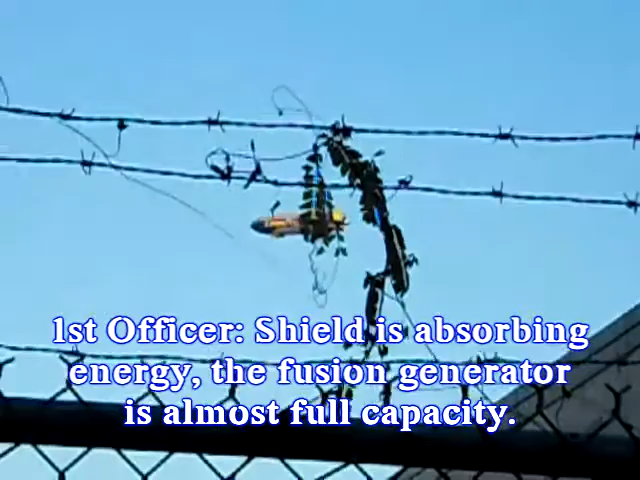 1st Officer: Shield is absorbing
energy, the fusion generator
is almost full capacity.